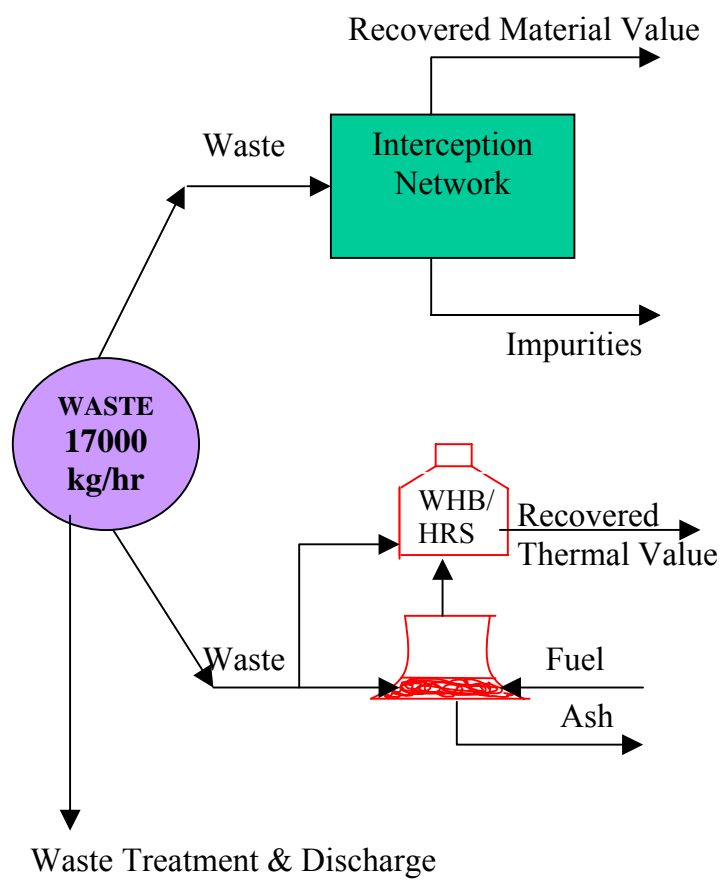 Recovered Material Value
Waste
Interception
Network
Impurities
WASTE
17000
kg/hr
WHB/
HRS
Recovered
Thermal Value
Waste
Fuel
Ash
Waste Treatment & Discharge